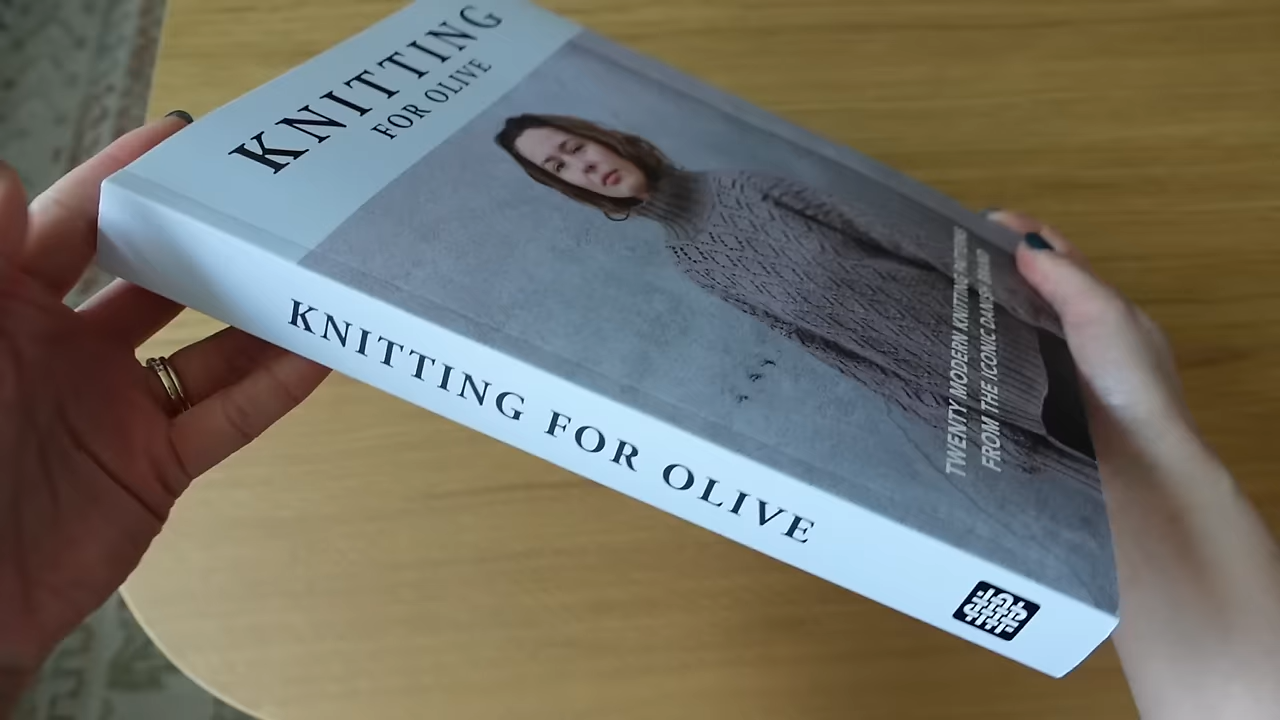 KNITTING
FOR OLIVE
TWENTY MODERN KNITTING PATTERNS
FROM THE ICONIC DANISH BRAND
KNITTING FOR OLIVE